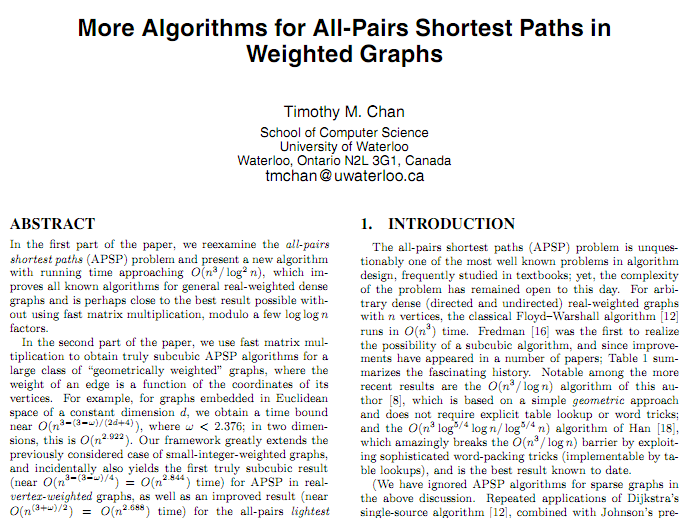 More Algorithms for All-Pairs Shortest Paths in
Weighted Graphs
Timothy M. Chan
School of Computer Science
University of Waterloo
Waterloo, Ontario N2L 3G1, Canada
tmchan@uwaterloo.ca
ABSTRACT
In the first part of the paper, we reexamine the all-pairs
shortest paths (APSP) problem and present a new algorithm
with running time approaching O(n³/log² n), which im-
proves all known algorithms for general real-weighted dense
graphs and is perhaps close to the best result possible with-
out using fast matrix multiplication, modulo a few log log n
factors.
In the second part of the paper, we use fast matrix mul-
tiplication to obtain truly subcubic APSP algorithms for a
large class of “geometrically weighted” graphs, where the
weight of an edge is a function of the coordinates of its
vertices. For example, for graphs embedded in Euclidean
space of a constant dimension d, we obtain a time bound
near O(n^{3−(3−ω)/(2d+4)}), where ω < 2.376; in two dimen-
sions, this is O(n^{2.922}). Our framework greatly extends the
previously considered case of small-integer-weighted graphs,
and incidentally also yields the first truly subcubic result
(near O(n^{3−(3−ω)/4}) = O(n^{2.844}) time) for APSP in real-
vertex-weighted graphs, as well as an improved result (near
O(n^{(3+ω)/2}) = O(n^{2.688}) time) for the all-pairs lightest
1. INTRODUCTION
The all-pairs shortest paths (APSP) problem is unques-
tionably one of the most well known problems in algorithm
design, frequently studied in textbooks; yet, the complexity
of the problem has remained open to this day. For arbi-
trary dense (directed and undirected) real-weighted graphs
with n vertices, the classical Floyd–Warshall algorithm [12]
runs in O(n³) time. Fredman [16] was the first to realize
the possibility of a subcubic algorithm, and since improve-
ments have appeared in a number of papers; Table 1 sum-
marizes the fascinating history. Notable among the more
recent results are the O(n³/log n) algorithm of this au-
thor [8], which is based on a simple geometric approach
and does not require explicit table lookup or word tricks;
and the O(n³ log^{5/4} log n/log^{5/4} n) algorithm of Han [18],
which amazingly breaks the O(n³/log n) barrier by exploit-
ing sophisticated word-packing tricks (implementable by ta-
ble lookups), and is the best result known to date.
(We have ignored APSP algorithms for sparse graphs in
the above discussion. Repeated applications of Dijkstra's
single-source algorithm [12], combined with Johnson's pre-